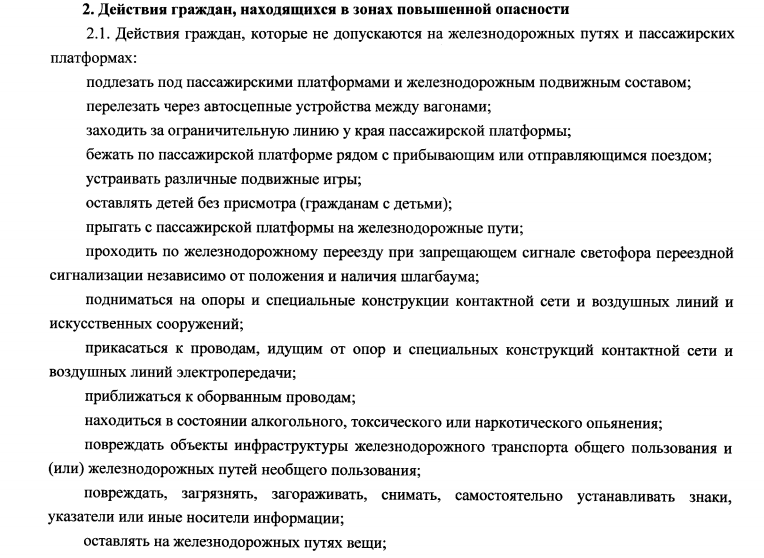 2. Действия граждан, находящихся в зонах повышенной опасности
2.1. Действия граждан, которые не допускаются на железнодорожных путях и пассажирских
платформах:
подлезать под пассажирскими платформами и железнодорожным подвижным составом;
перелезать через автосцепные устройства между вагонами;
заходить за ограничительную линию у края пассажирской платформы;
бежать по пассажирской платформе рядом с прибывающим или отправляющимся поездом;
устраивать различные подвижные игры;
оставлять детей без присмотра (гражданам с детьми);
прыгать с пассажирской платформы на железнодорожные пути;
проходить по железнодорожному переезду при запрещающем сигнале светофора переездной
сигнализации независимо от положения и наличия шлагбаума;
подниматься на опоры и специальные конструкции контактной сети и воздушных линий и
искусственных сооружений;
прикасаться к проводам, идущим от опор и специальных конструкций контактной сети и
воздушных линий электропередачи;
приближаться к оборванным проводам;
находиться в состоянии алкогольного, токсического или наркотического опьянения;
повреждать объекты инфраструктуры железнодорожного транспорта общего пользования и
(или) железнодорожных путей необщего пользования;
повреждать, загрязнять, загораживать, снимать, самостоятельно устанавливать знаки,
указатели или иные носители информации;
оставлять на железнодорожных путях вещи;